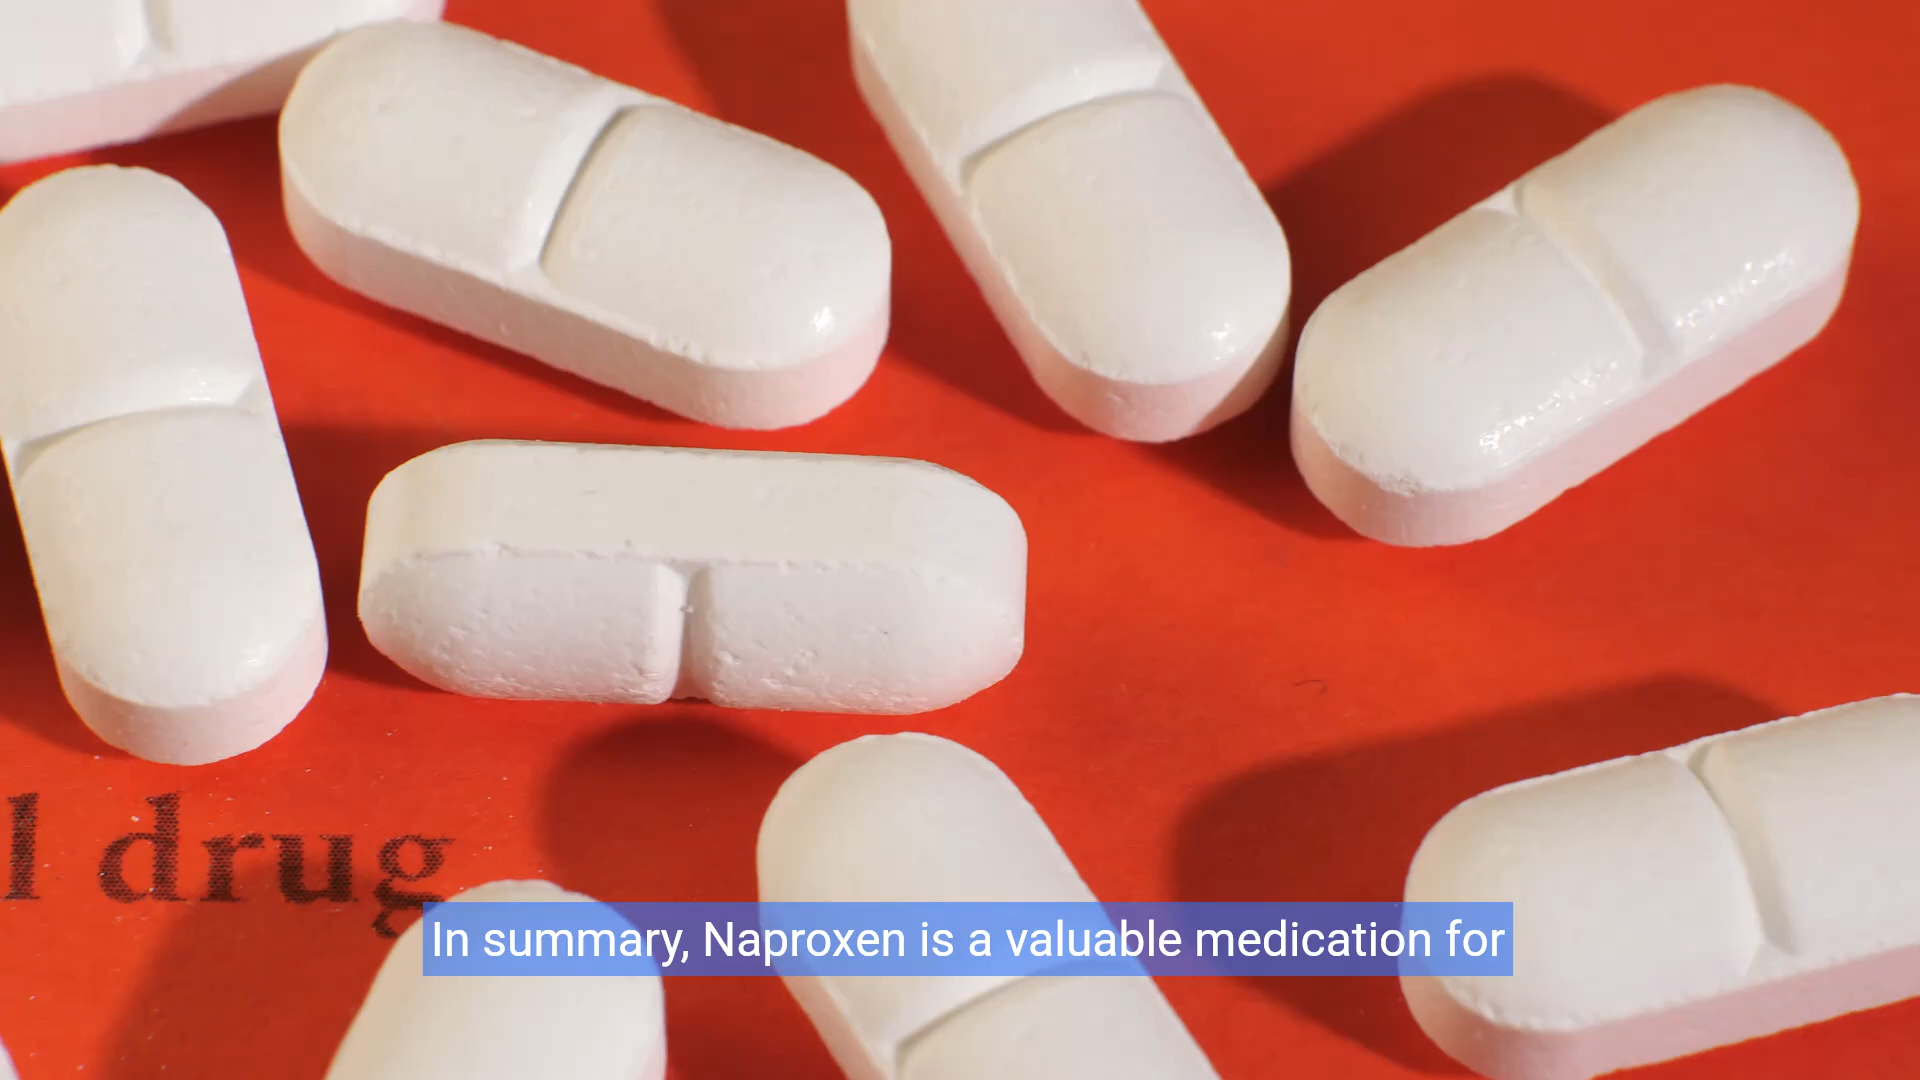 l drug
In summary, Naproxen is a valuable medication for